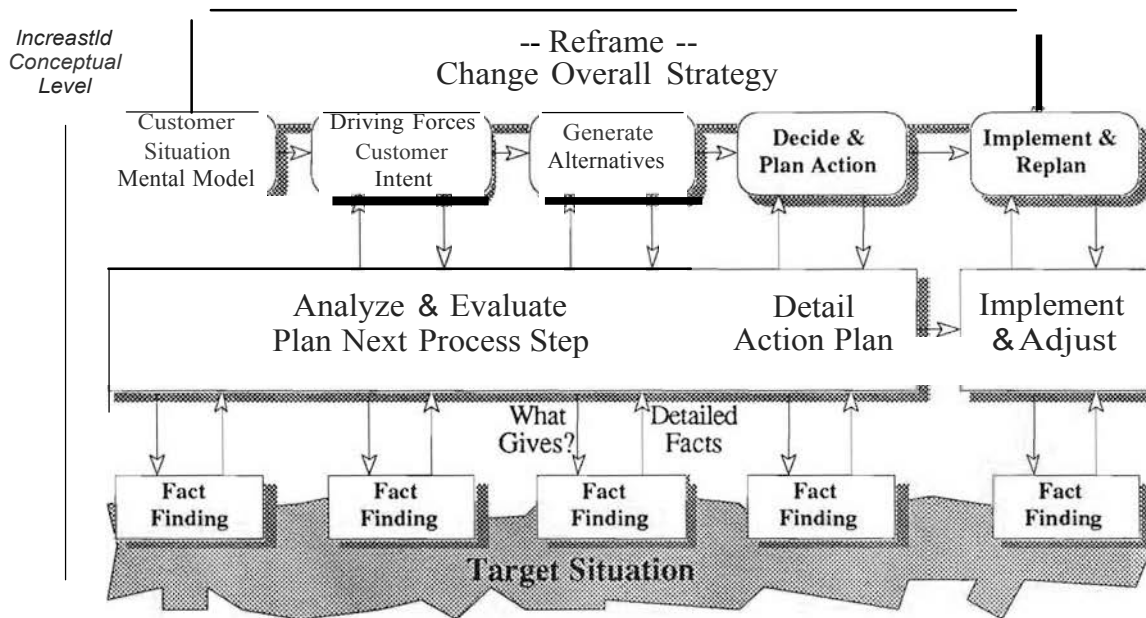 IncreastId
Conceptual
Level
-- Reframe --
Change Overall Strategy
Customer
Situation
Mental Model
Driving Forces
Customer
Intent
Generate
Alternatives
Decide &
Plan Action
Implement &
Replan
Analyze & Evaluate
Plan Next Process Step
Detail
Action Plan
Implement
& Adjust
What
Gives?
Detailed
Facts
Fact
Finding
Fact
Finding
Fact
Finding
Fact
Finding
Fact
Finding
Target Situation